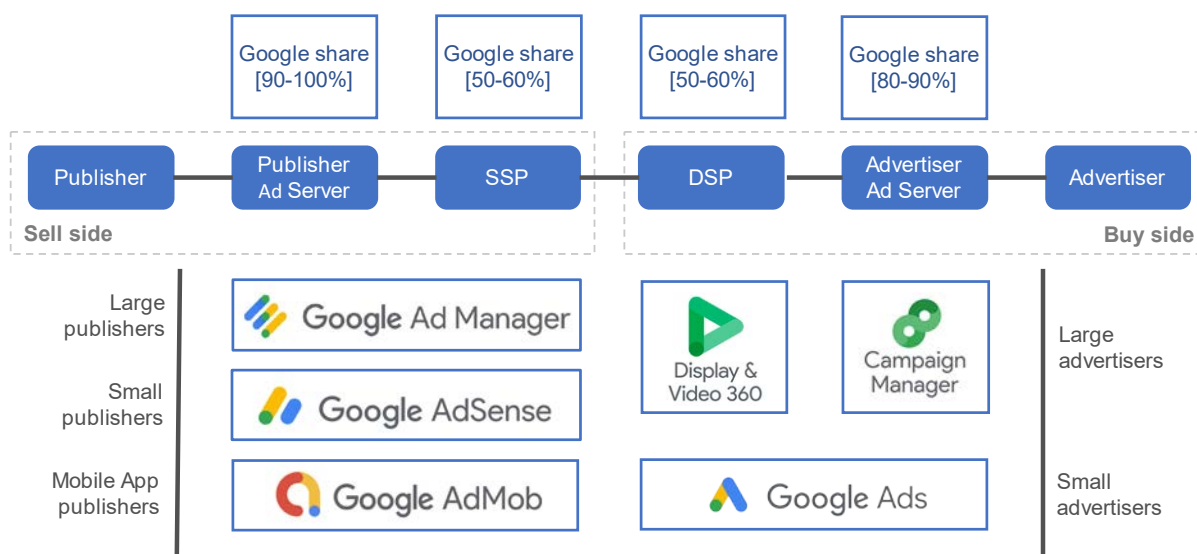 Google share
[90-100%]
Google share
[50-60%]
Google share
[50-60%]
Google share
[80-90%]
Publisher
Publisher
Ad Server
SSP
DSP
Advertiser
Ad Server
Advertiser
Sell side
Buy side
Large
publishers
Google Ad Manager
Display &
Video 360
Campaign
Manager
Large
advertisers
Small
publishers
Google AdSense
Mobile App
publishers
Google AdMob
Google Ads
Small
advertisers